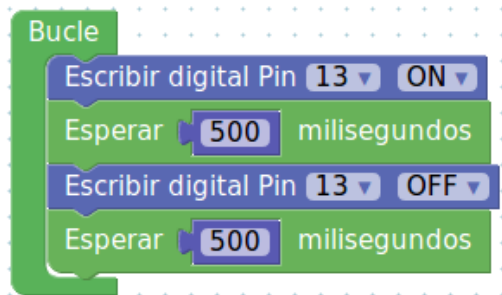 Bucle
Escribir digital Pin 13 ON
Esperar 500 milisegundos
Escribir digital Pin 13 OFF
Esperar 500 milisegundos